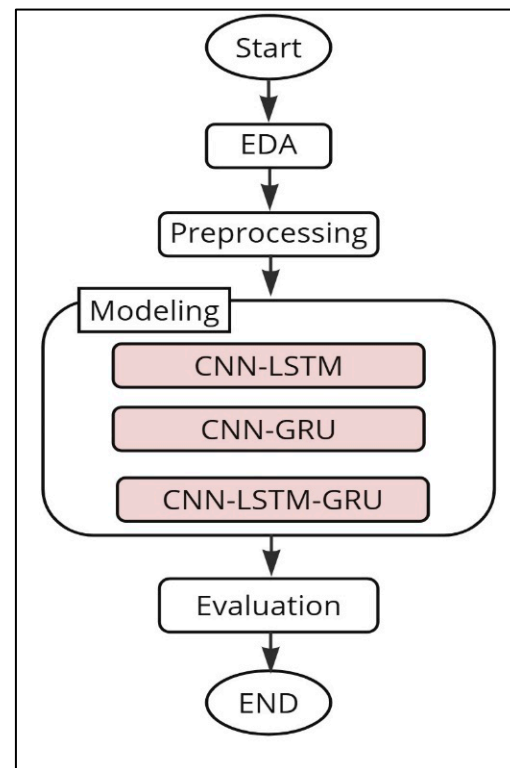 Start
EDA
Preprocessing
Modeling
CNN-LSTM
CNN-GRU
CNN-LSTM-GRU
Evaluation
END